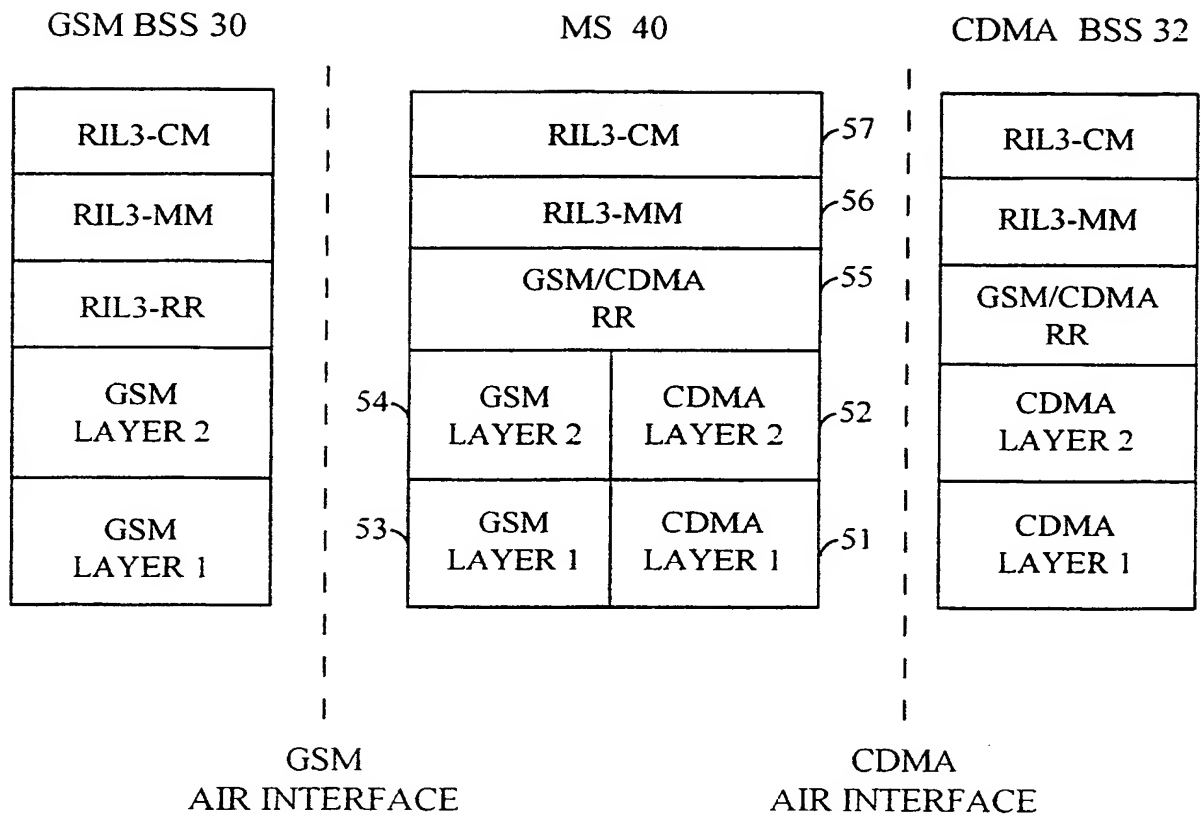 GSM BSS 30
MS 40
CDMA BSS 32
RIL3-CM
RIL3-MM
RIL3-RR
GSM
LAYER 2
GSM
LAYER 1
RIL3-CM
57
RIL3-MM
56
GSM/CDMA
RR
55
54
GSM
LAYER 2
CDMA
LAYER 2
52
53
GSM
LAYER 1
CDMA
LAYER 1
51
RIL3-CM
RIL3-MM
GSM/CDMA
RR
CDMA
LAYER 2
CDMA
LAYER 1
GSM
AIR INTERFACE
CDMA
AIR INTERFACE